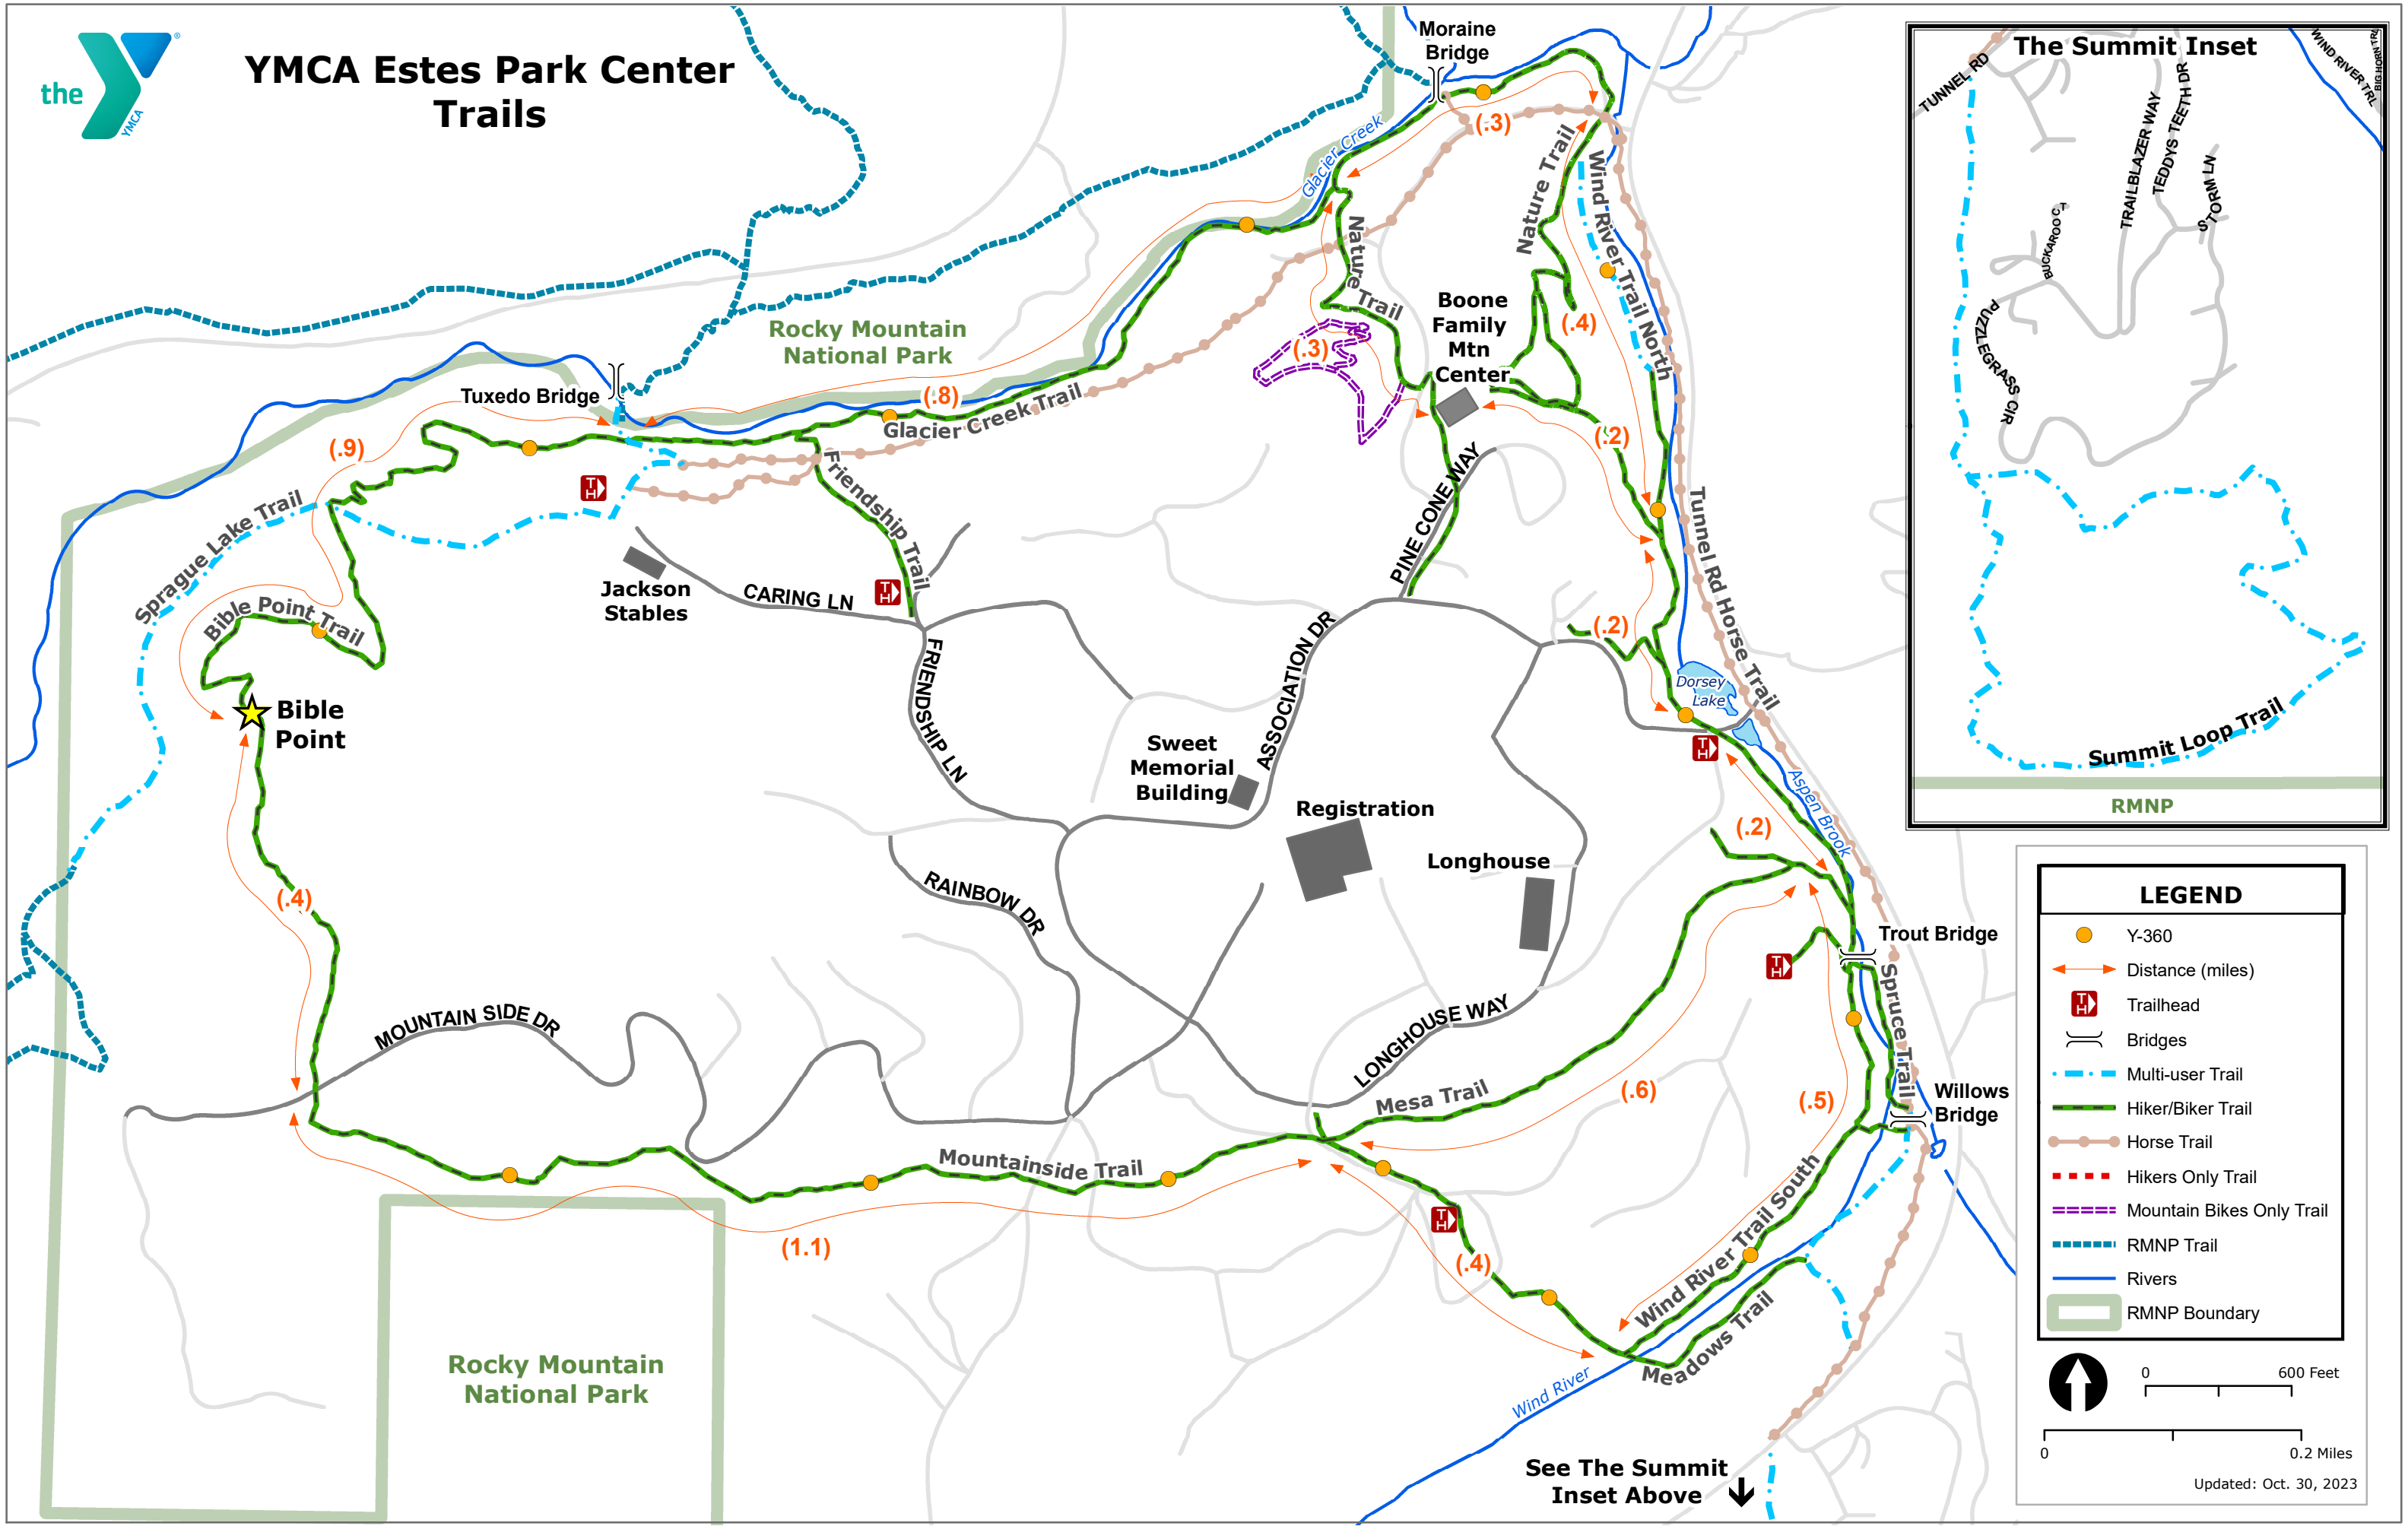 the
YMCA
®
YMCA Estes Park Center
Trails
Moraine
Bridge
Glacier Creek
(.3)
Nature Trail
Wind River Trail North
Nature Trail
Boone
Family
Mtn
Center
(.4)
(.3)
Rocky Mountain
National Park
Tuxedo Bridge
(.8)
Glacier Creek Trail
(.9)
(.2)
Sprague Lake Trail
T
H
Friendship Trail
PINE CONE WAY
Tunnel Rd Horse Trail
Jackson
Stables
CARING LN
T
H
Bible Point Trail
(.2)
Bible
Point
FRIENDSHIP LN
ASSOCIATION DR
Dorsey
Lake
T
H
Sweet
Memorial
Building
Registration
Aspen Brook
(.2)
Longhouse
RAINBOW DR
(.4)
Trout Bridge
T
H
Spruce Trail
MOUNTAIN SIDE DR
LONGHOUSE WAY
Mesa Trail
(.6)
(.5)
Willows
Bridge
Mountainside Trail
(1.1)
T
H
(.4)
Wind River Trail South
Meadows Trail
Wind River
Rocky Mountain
National Park
See The Summit
Inset Above
The Summit Inset
TUNNEL RD
WIND RIVER TRL
BIG HORN TRL
TRAILBLAZER WAY
TEDDYS TEETH DR
STORM LN
BUCKAROO CT
PUZZLEGRASS CIR
Summit Loop Trail
RMNP
LEGEND
Y-360
Distance (miles)
T
H
Trailhead
Bridges
Multi-user Trail
Hiker/Biker Trail
Horse Trail
Hikers Only Trail
Mountain Bikes Only Trail
RMNP Trail
Rivers
RMNP Boundary
0 600 Feet
0 0.2 Miles
Updated: Oct. 30, 2023